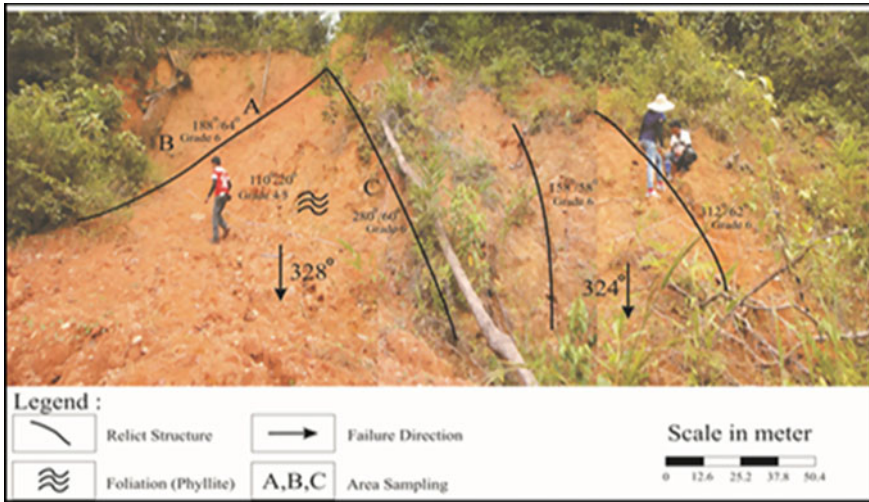 A
B
188°/64°
Grade 6
110°/20°
Grade 4-5
C
280°/60°
Grade 6
158°/58°
Grade 6
312°/62°
Grade 6
328°
324°
Legend :
Relict Structure
Failure Direction
Foliation (Phyllite)
A,B,C
Area Sampling
Scale in meter
0 12.6 25.2 37.8 50.4